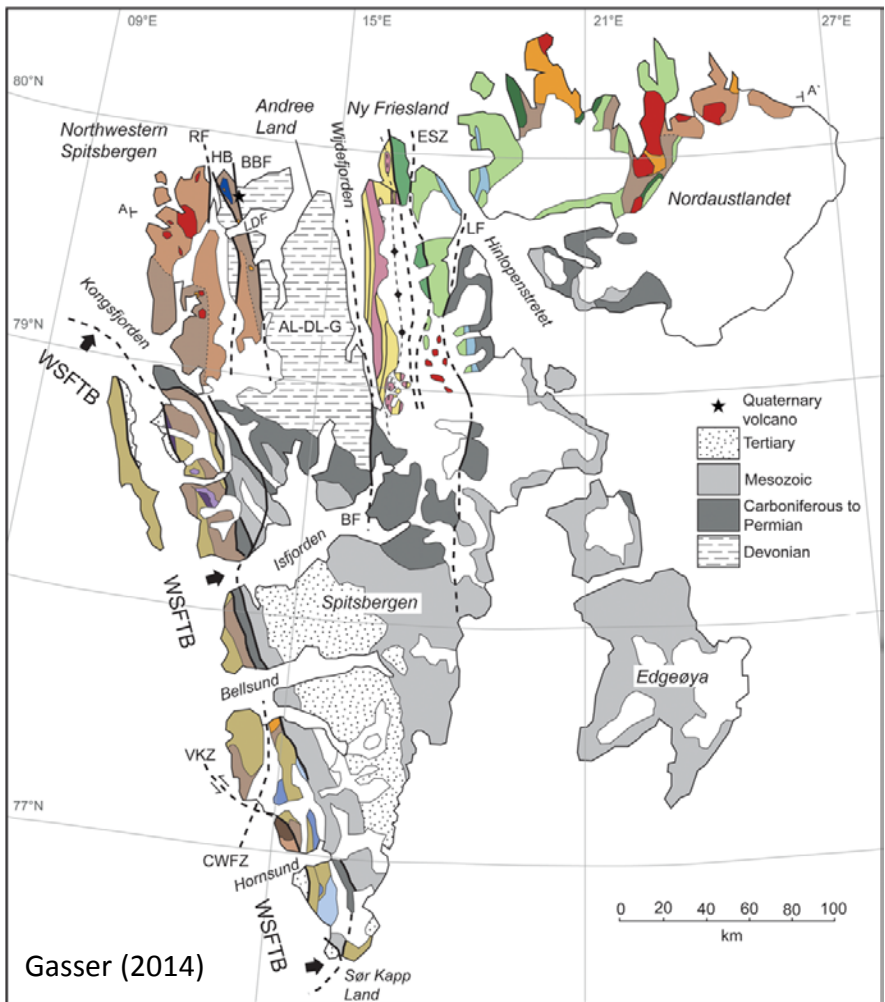 09°E
15°E
21°E
27°E
80°N
Northwestern
Spitsbergen
RF
HB
BBF
Andree
Land
Wijdefjorden
Ny Friesland
ESZ
A'
A
LDF
LF
Hinlopenstretet
Nordaustlandet
Kongsfjorden
79°N
WSFTB
AL-DL-G
Quaternary
volcano
Tertiary
Mesozoic
Carboniferous to
Permian
Devonian
BF
Isfjorden
WSFTB
Spitsbergen
Edgeøya
Bellsund
VKZ
77°N
CWFZ
Hornsund
WSFTB
0 20 40 60 80 100
km
Gasser (2014)
Sør Kapp
Land